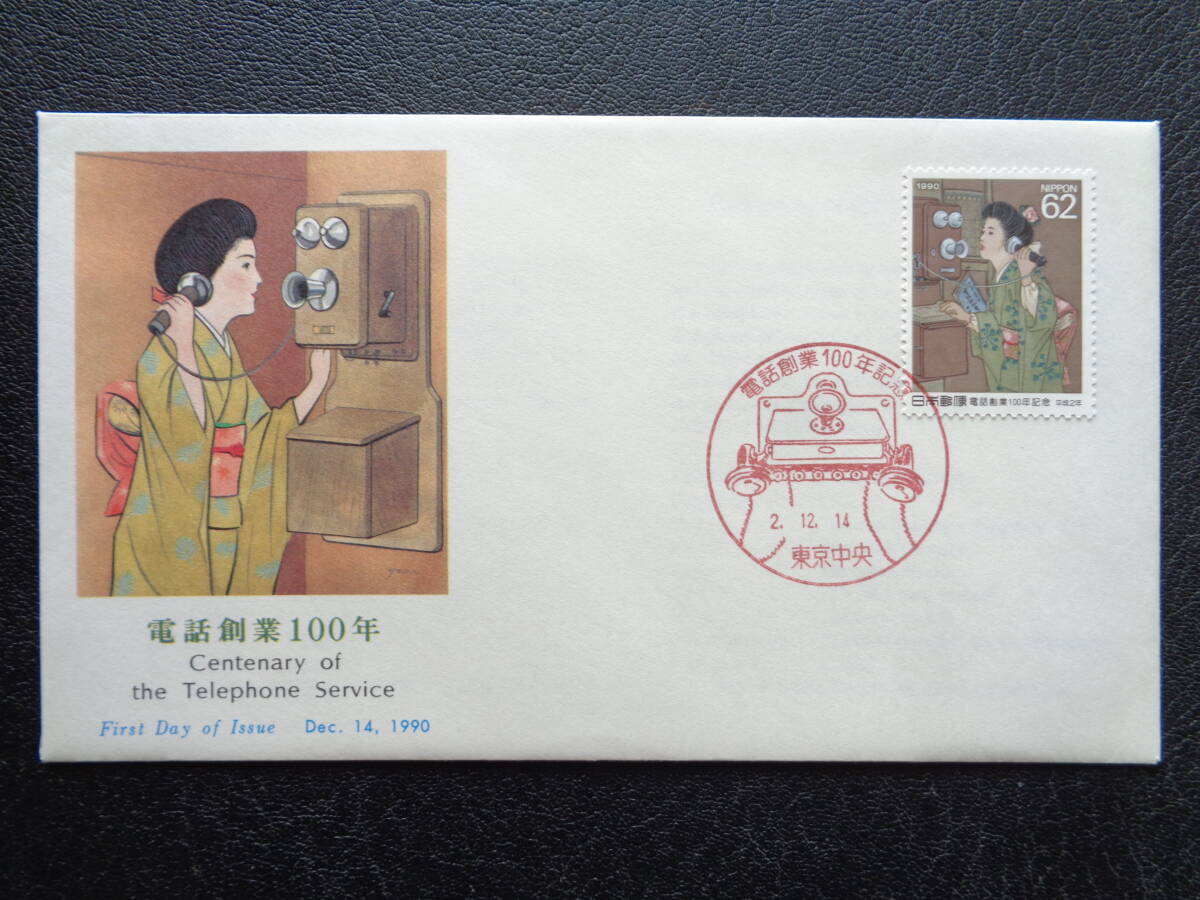 電話創業100年
Centenary of
the Telephone Service
First Day of Issue Dec. 14, 1990
1990
NIPPON
62
日本郵便 電話創業100年記念 平成2年
電話創業100年記念
2. 12. 14
東京中央